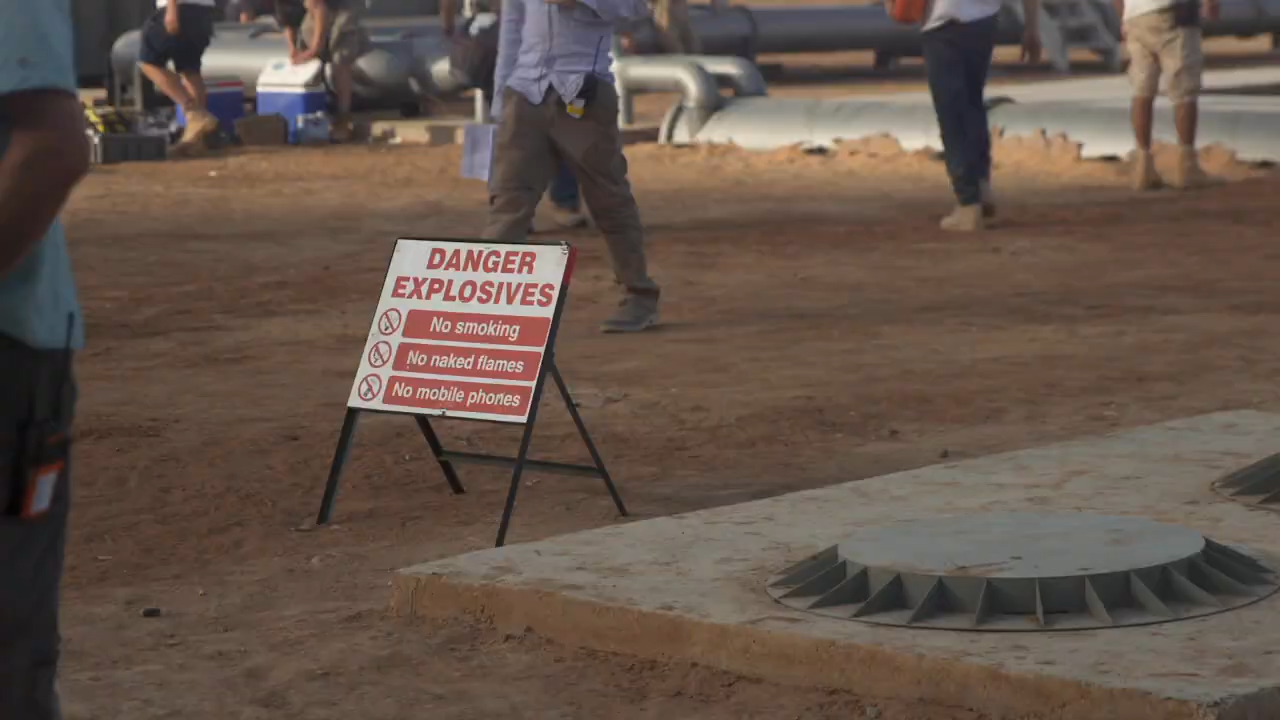 DANGER
EXPLOSIVES
No smoking
No naked flames
No mobile phones